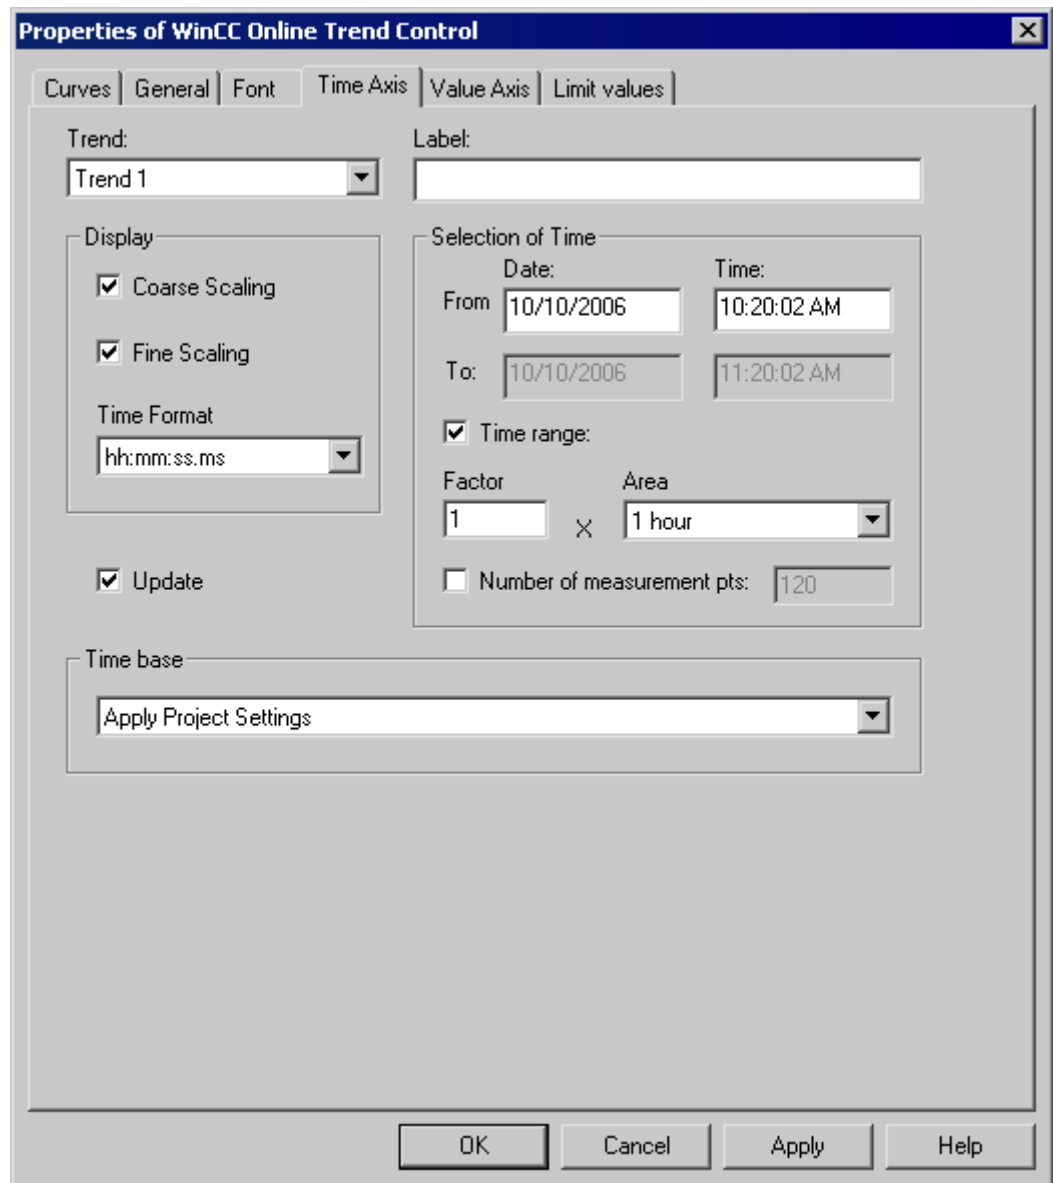 Properties of WinCC Online Trend Control
Curves General Font Time Axis Value Axis Limit values
Trend: Label:
Trend 1
Display Selection of Time
Date: Time:
Coarse Scaling
From 10/10/2006 10:20:02 AM
Fine Scaling
To: 10/10/2006 11:20:02 AM
Time Format
Time range:
hh:mm:ss.ms
Factor Area
1 X 1 hour
Update
Number of measurement pts: 120
Time base
Apply Project Settings
OK Cancel Apply Help